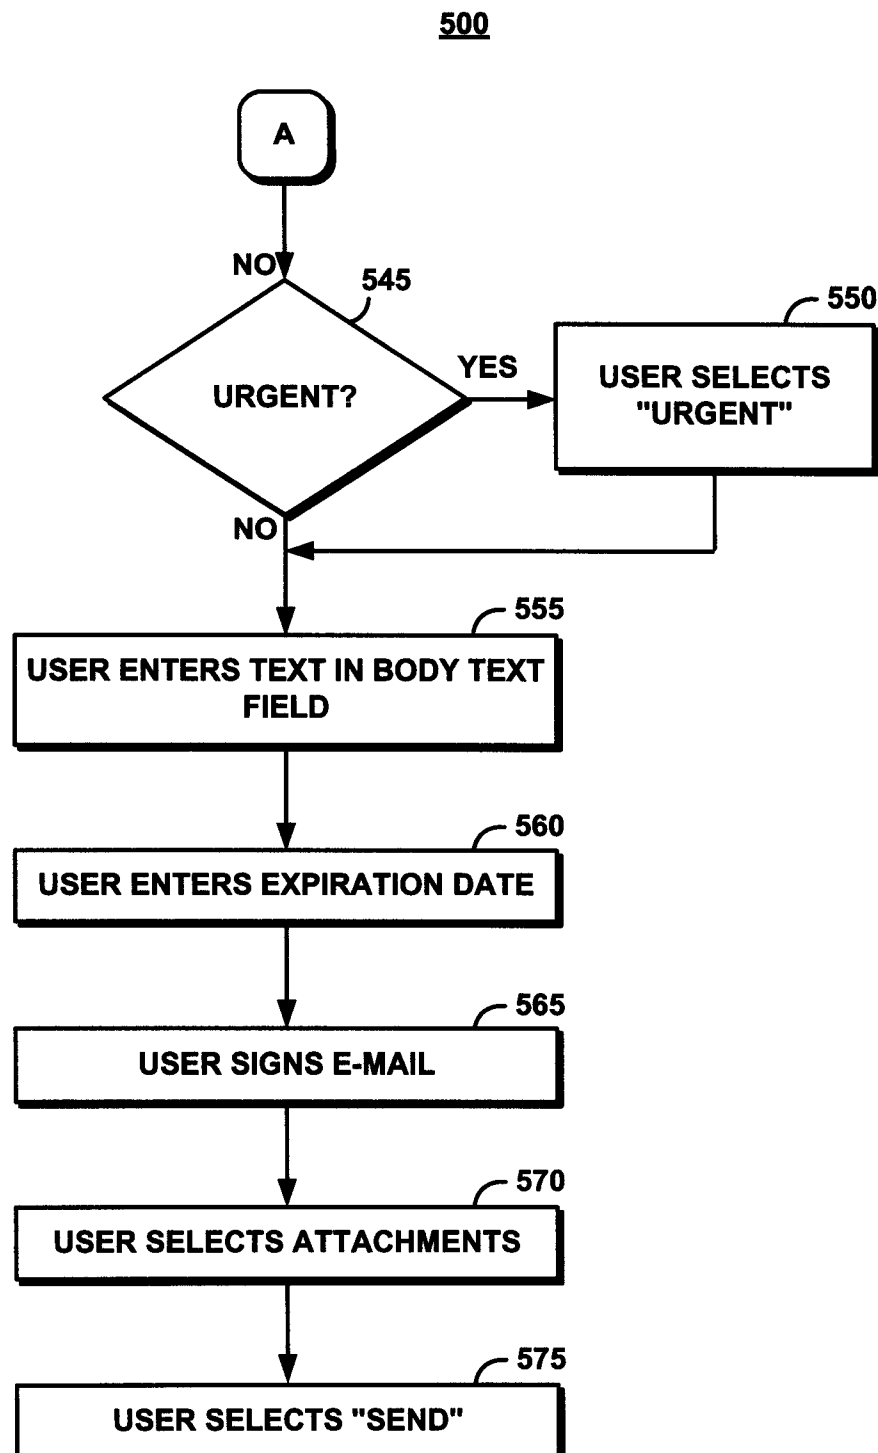 500
A
NO
545
550
URGENT?
YES
USER SELECTS
"URGENT"
NO
555
USER ENTERS TEXT IN BODY TEXT
FIELD
560
USER ENTERS EXPIRATION DATE
565
USER SIGNS E-MAIL
570
USER SELECTS ATTACHMENTS
575
USER SELECTS "SEND"